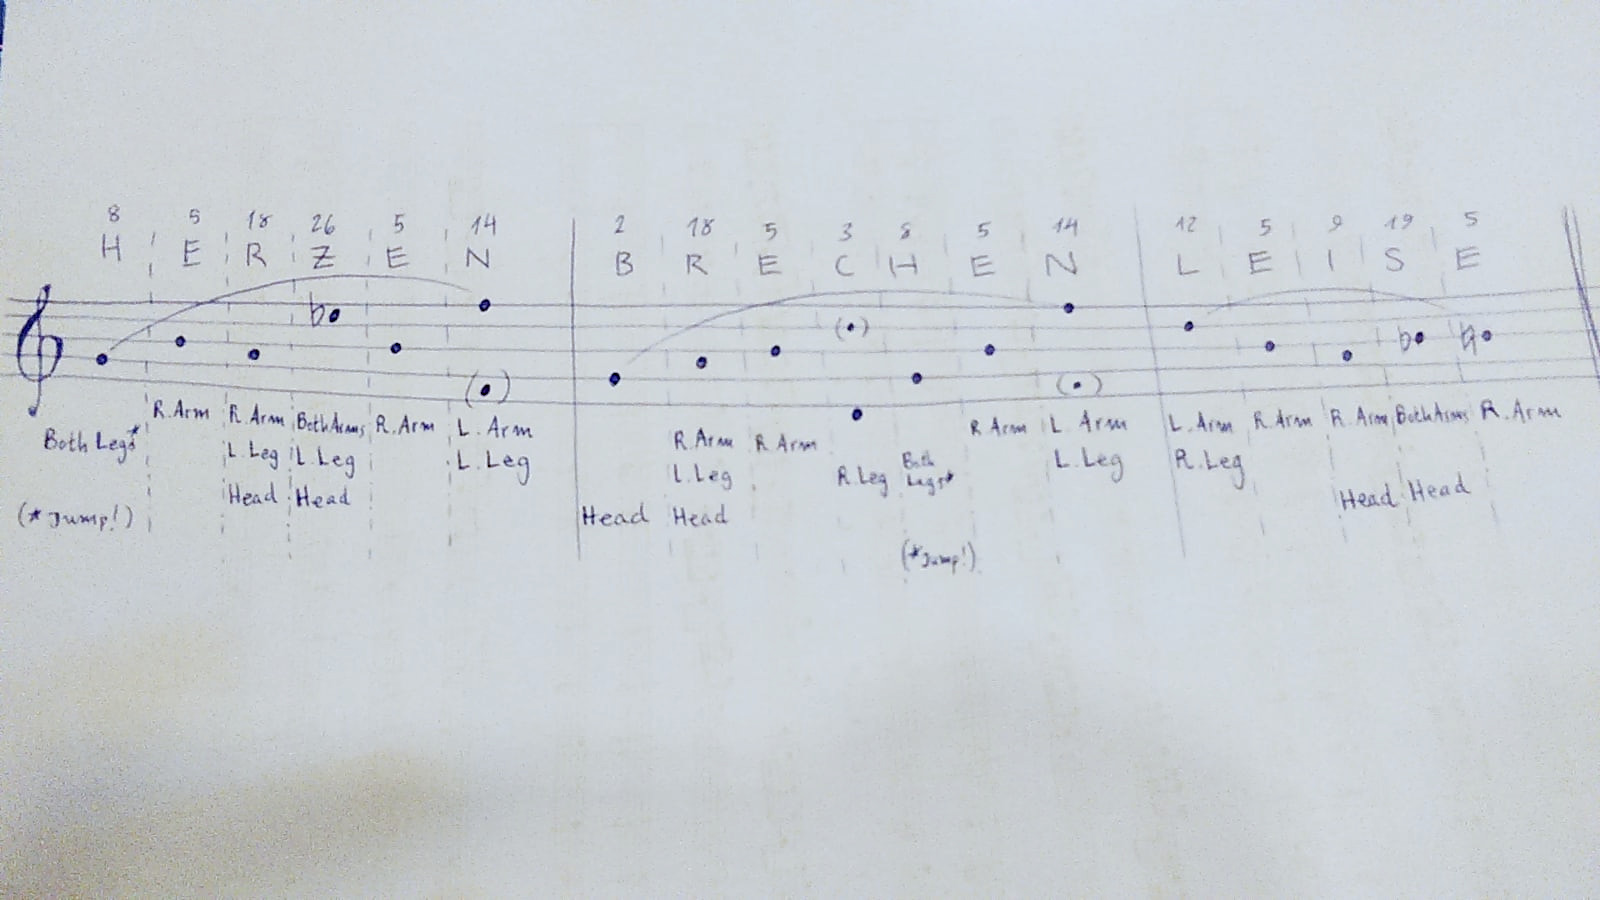 8 5 18 26 5 14 2 18 5 3 8 5 14 12 5 9 19 5
H E R Z E N B R E C H E N L E I S E
Both Legs* R.Arm R.Arm Both Arms R.Arm L.Arm R.Arm R.Arm R.Leg Both Legs* R.Arm L.Arm L.Arm R.Arm R.Arm Both Arms R.Arm
L.Leg L.Leg L.Leg L.Leg L.Leg R.Leg
Head Head Head Head Head Head
(*Jump!) (*Jump!)